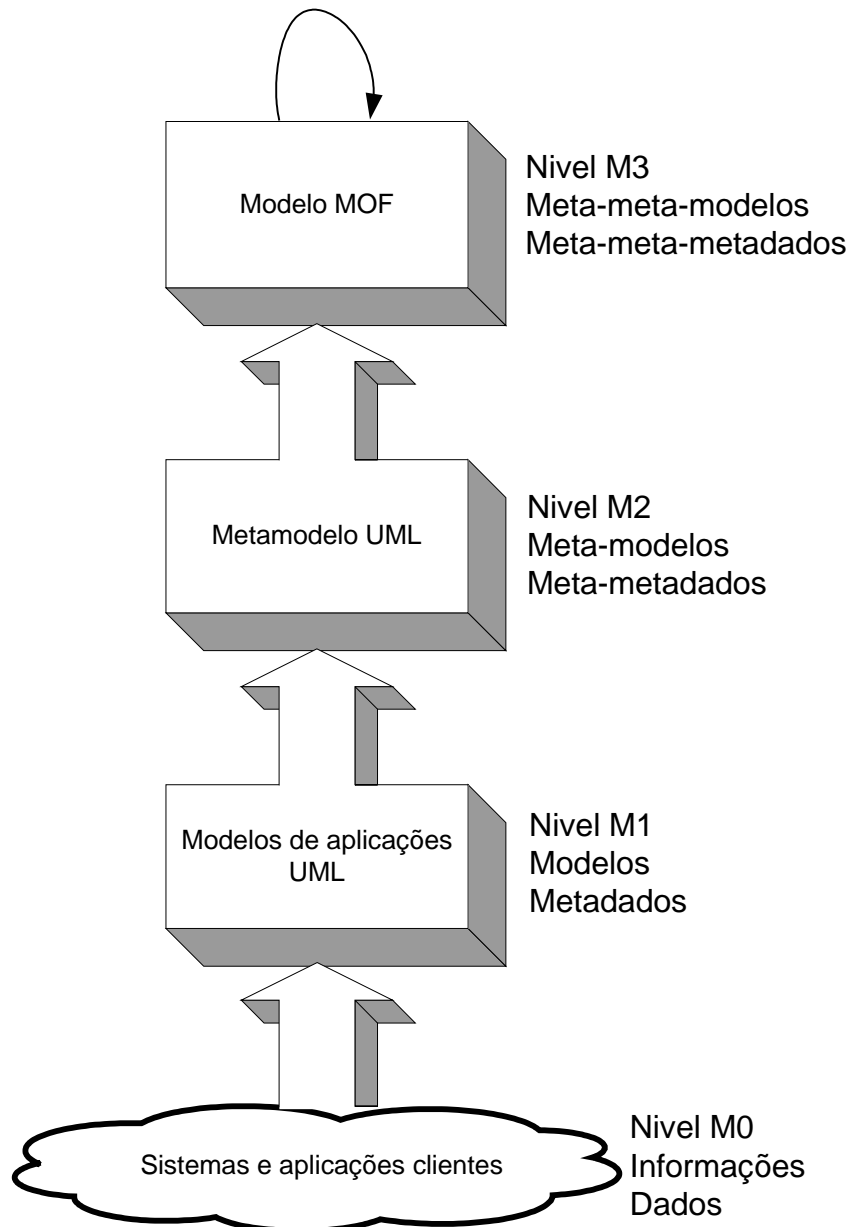 Modelo MOF
Nivel M3
Meta-meta-modelos
Meta-meta-metadados
Metamodelo UML
Nivel M2
Meta-modelos
Meta-metadados
Modelos de aplicações
UML
Nivel M1
Modelos
Metadados
Sistemas e aplicações clientes
Nivel M0
Informações
Dados